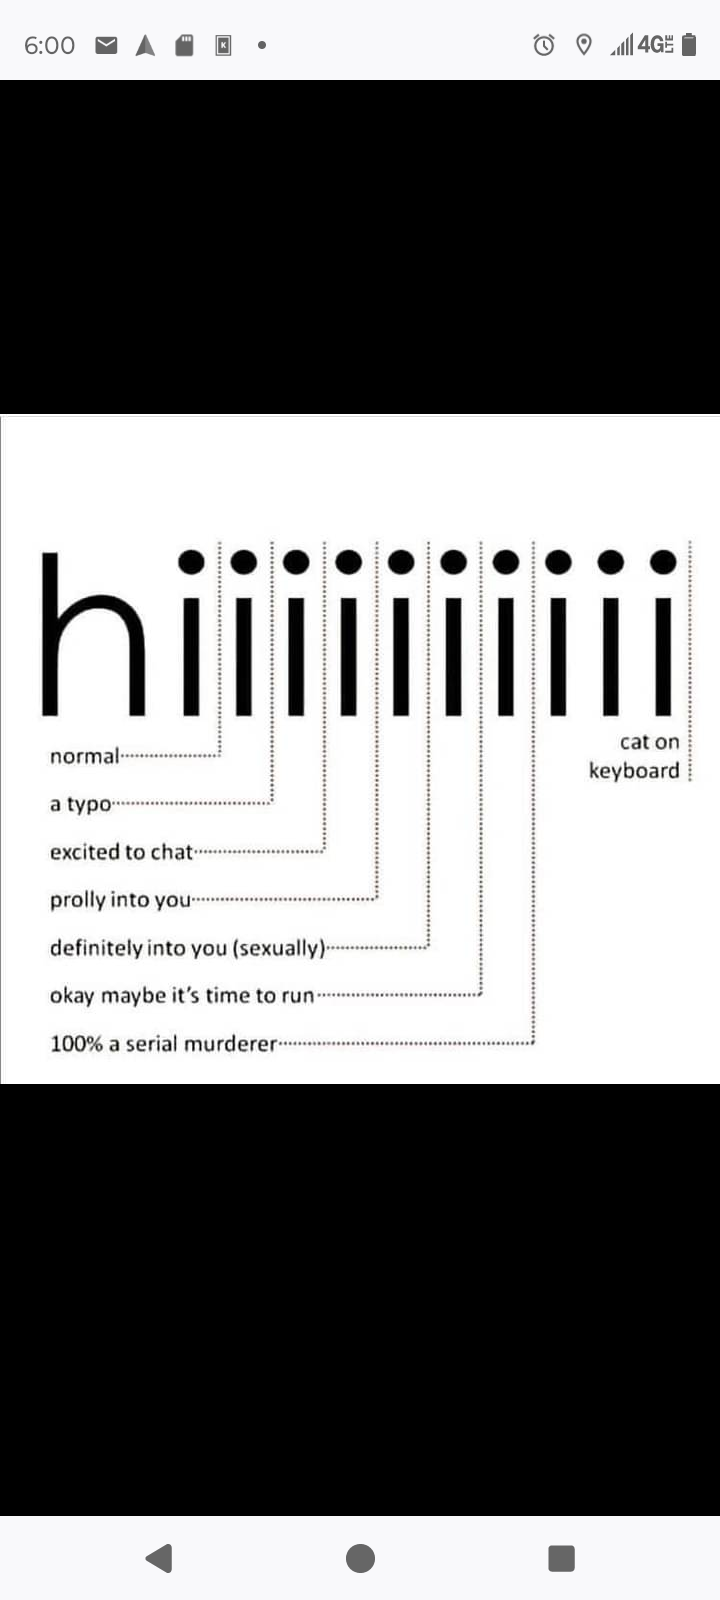 6:00 4GLTE
hiiiiiiiiii
normal
a typo
excited to chat
prolly into you
definitely into you (sexually)
okay maybe it's time to run
100% a serial murderer
cat on
keyboard